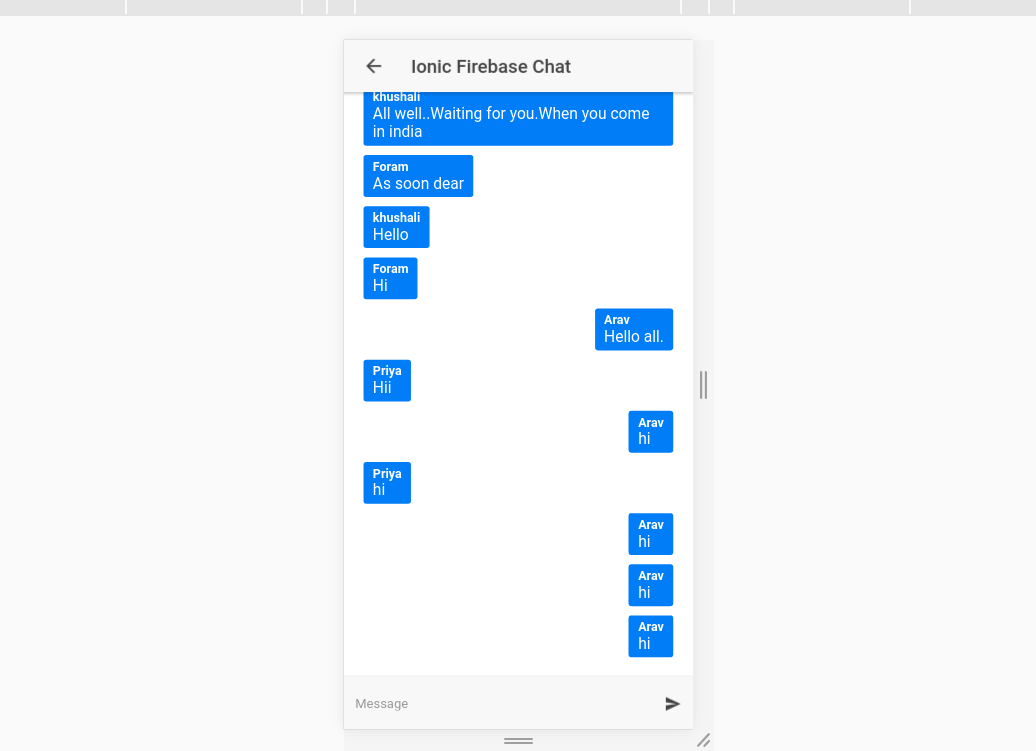 Ionic Firebase Chat
khushali
All well..Waiting for you.When you come
in india
Foram
As soon dear
khushali
Hello
Foram
Hi
Arav
Hello all.
Priya
Hii
Arav
hi
Priya
hi
Arav
hi
Arav
hi
Arav
hi
Message